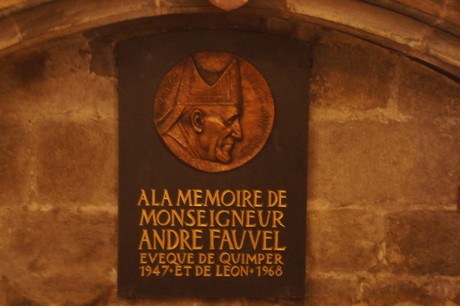 A LA MEMOIRE DE
MONSEIGNEUR
ANDRE FAUVEL
EVEQUE DE QUIMPER
1947·ET DE LEON·1968